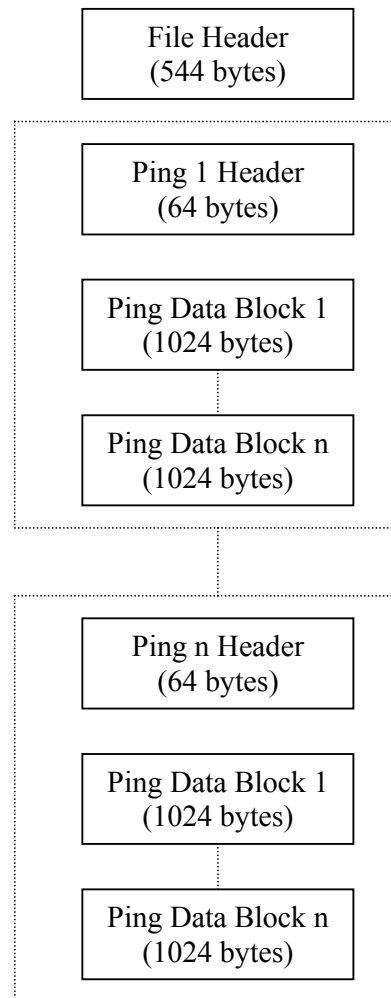 File Header
(544 bytes)
Ping 1 Header
(64 bytes)
Ping Data Block 1
(1024 bytes)
Ping Data Block n
(1024 bytes)
Ping n Header
(64 bytes)
Ping Data Block 1
(1024 bytes)
Ping Data Block n
(1024 bytes)